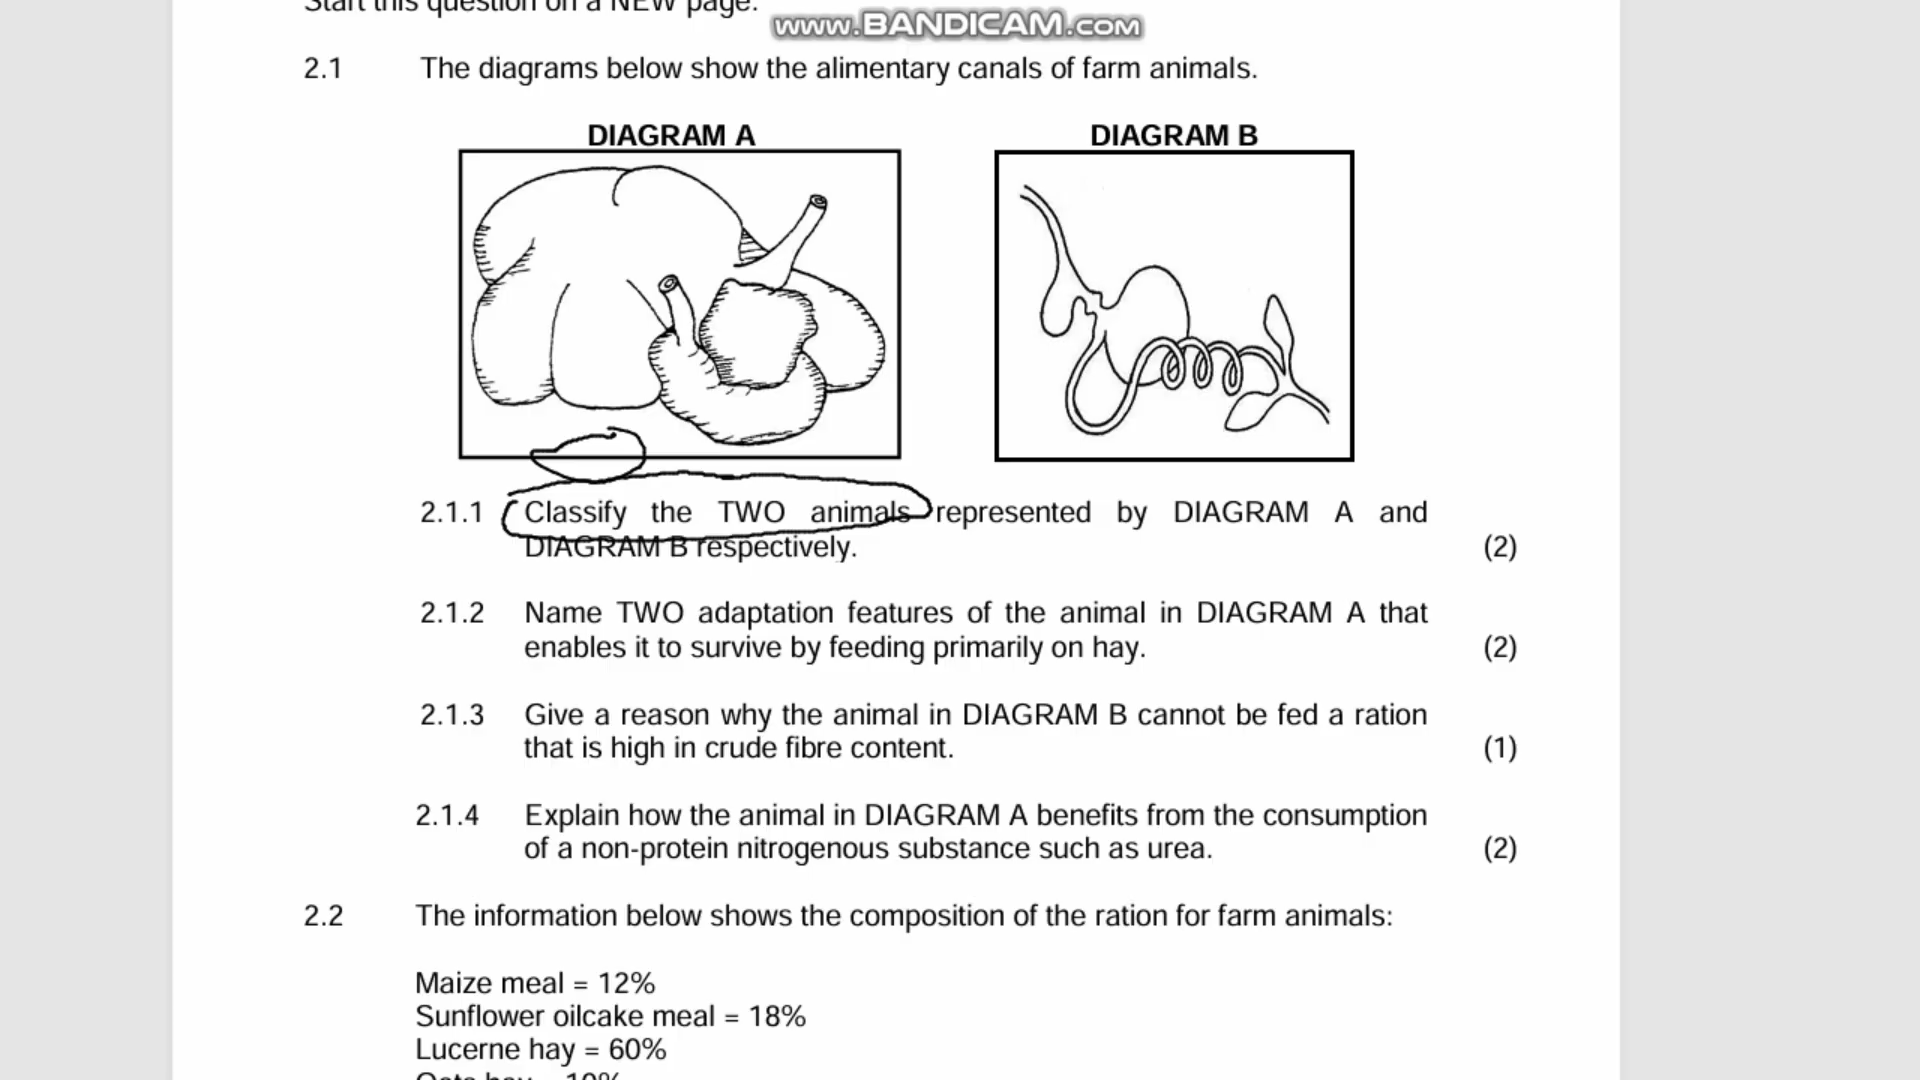 Start this question on a NEW page.
www.BANDICAM.com
2.1 The diagrams below show the alimentary canals of farm animals.
DIAGRAM A DIAGRAM B
2.1.1 Classify the TWO animals represented by DIAGRAM A and
DIAGRAM B respectively. (2)
2.1.2 Name TWO adaptation features of the animal in DIAGRAM A that
enables it to survive by feeding primarily on hay. (2)
2.1.3 Give a reason why the animal in DIAGRAM B cannot be fed a ration
that is high in crude fibre content. (1)
2.1.4 Explain how the animal in DIAGRAM A benefits from the consumption
of a non-protein nitrogenous substance such as urea. (2)
2.2 The information below shows the composition of the ration for farm animals:
Maize meal = 12%
Sunflower oilcake meal = 18%
Lucerne hay = 60%
Oats hay = 10%